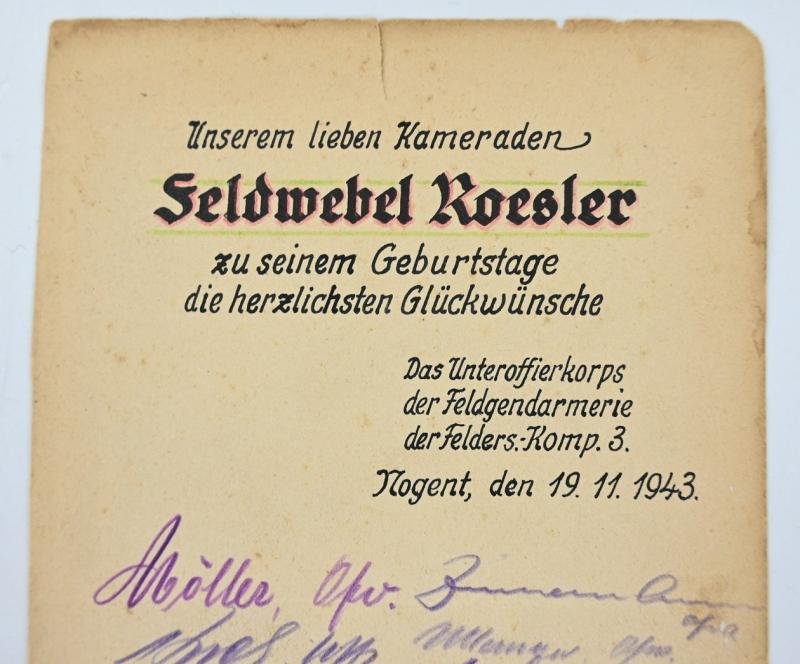 Unserem lieben Kameraden
Feldwebel Roesler
zu seinem Geburtstage
die herzlichsten Glückwünsche
Das Unteroffierkorps
der Feldgendarmerie
der Felders.-Komp. 3.
Nogent, den 19. 11. 1943.
Möller, Ofw.